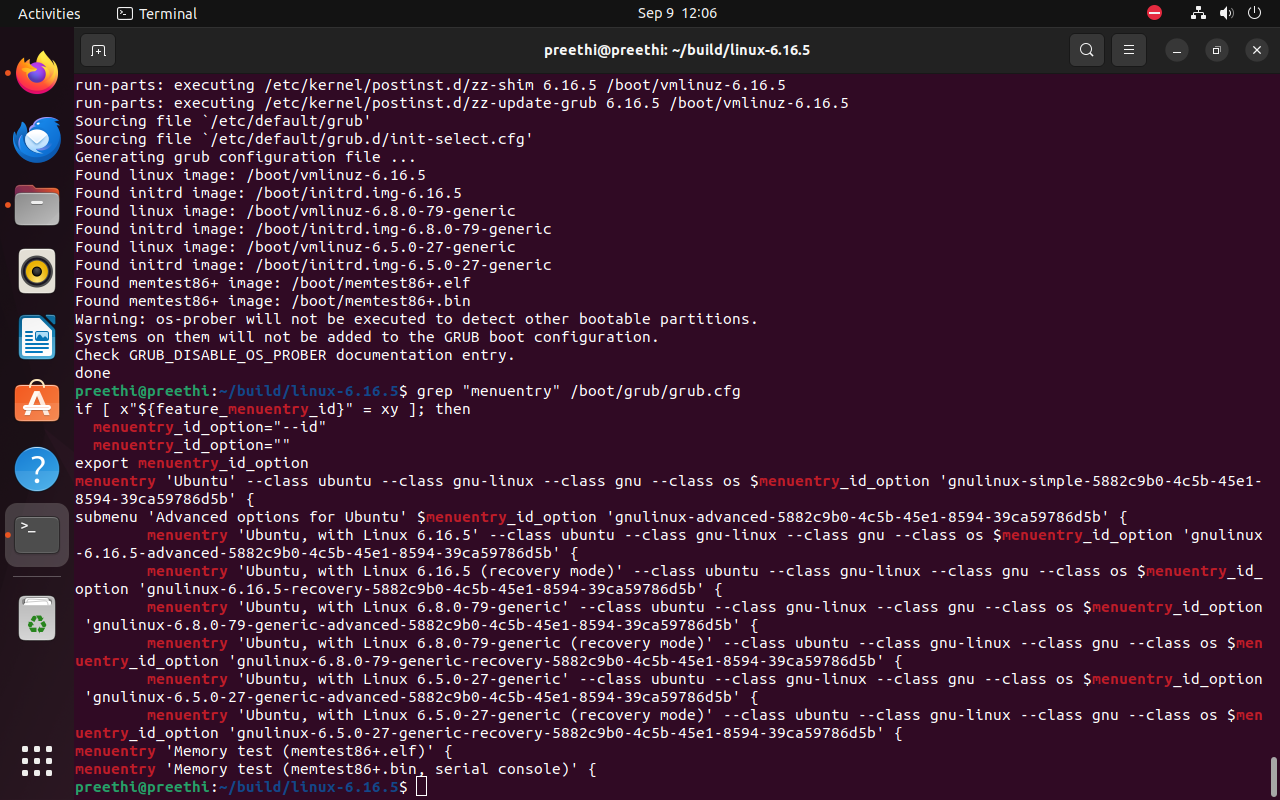 Activities Terminal Sep 9 12:06
preethi@preethi: ~/build/linux-6.16.5
run-parts: executing /etc/kernel/postinst.d/zz-shim 6.16.5 /boot/vmlinuz-6.16.5
run-parts: executing /etc/kernel/postinst.d/zz-update-grub 6.16.5 /boot/vmlinuz-6.16.5
Sourcing file `/etc/default/grub'
Sourcing file `/etc/default/grub.d/init-select.cfg'
Generating grub configuration file ...
Found linux image: /boot/vmlinuz-6.16.5
Found initrd image: /boot/initrd.img-6.16.5
Found linux image: /boot/vmlinuz-6.8.0-79-generic
Found initrd image: /boot/initrd.img-6.8.0-79-generic
Found linux image: /boot/vmlinuz-6.5.0-27-generic
Found initrd image: /boot/initrd.img-6.5.0-27-generic
Found memtest86+ image: /boot/memtest86+.elf
Found memtest86+ image: /boot/memtest86+.bin
Warning: os-prober will not be executed to detect other bootable partitions.
Systems on them will not be added to the GRUB boot configuration.
Check GRUB_DISABLE_OS_PROBER documentation entry.
done
preethi@preethi:~/build/linux-6.16.5$ grep "menuentry" /boot/grub/grub.cfg
if [ x"${feature_menuentry_id}" = xy ]; then
  menuentry_id_option="--id"
  menuentry_id_option=""
export menuentry_id_option
menuentry 'Ubuntu' --class ubuntu --class gnu-linux --class gnu --class os $menuentry_id_option 'gnulinux-simple-5882c9b0-4c5b-45e1-
8594-39ca59786d5b' {
submenu 'Advanced options for Ubuntu' $menuentry_id_option 'gnulinux-advanced-5882c9b0-4c5b-45e1-8594-39ca59786d5b' {
        menuentry 'Ubuntu, with Linux 6.16.5' --class ubuntu --class gnu-linux --class gnu --class os $menuentry_id_option 'gnulinux
-6.16.5-advanced-5882c9b0-4c5b-45e1-8594-39ca59786d5b' {
        menuentry 'Ubuntu, with Linux 6.16.5 (recovery mode)' --class ubuntu --class gnu-linux --class gnu --class os $menuentry_id_
option 'gnulinux-6.16.5-recovery-5882c9b0-4c5b-45e1-8594-39ca59786d5b' {
        menuentry 'Ubuntu, with Linux 6.8.0-79-generic' --class ubuntu --class gnu-linux --class gnu --class os $menuentry_id_option
 'gnulinux-6.8.0-79-generic-advanced-5882c9b0-4c5b-45e1-8594-39ca59786d5b' {
        menuentry 'Ubuntu, with Linux 6.8.0-79-generic (recovery mode)' --class ubuntu --class gnu-linux --class gnu --class os $men
uentry_id_option 'gnulinux-6.8.0-79-generic-recovery-5882c9b0-4c5b-45e1-8594-39ca59786d5b' {
        menuentry 'Ubuntu, with Linux 6.5.0-27-generic' --class ubuntu --class gnu-linux --class gnu --class os $menuentry_id_option
 'gnulinux-6.5.0-27-generic-advanced-5882c9b0-4c5b-45e1-8594-39ca59786d5b' {
        menuentry 'Ubuntu, with Linux 6.5.0-27-generic (recovery mode)' --class ubuntu --class gnu-linux --class gnu --class os $men
uentry_id_option 'gnulinux-6.5.0-27-generic-recovery-5882c9b0-4c5b-45e1-8594-39ca59786d5b' {
menuentry 'Memory test (memtest86+.elf)' {
menuentry 'Memory test (memtest86+.bin, serial console)' {
preethi@preethi:~/build/linux-6.16.5$